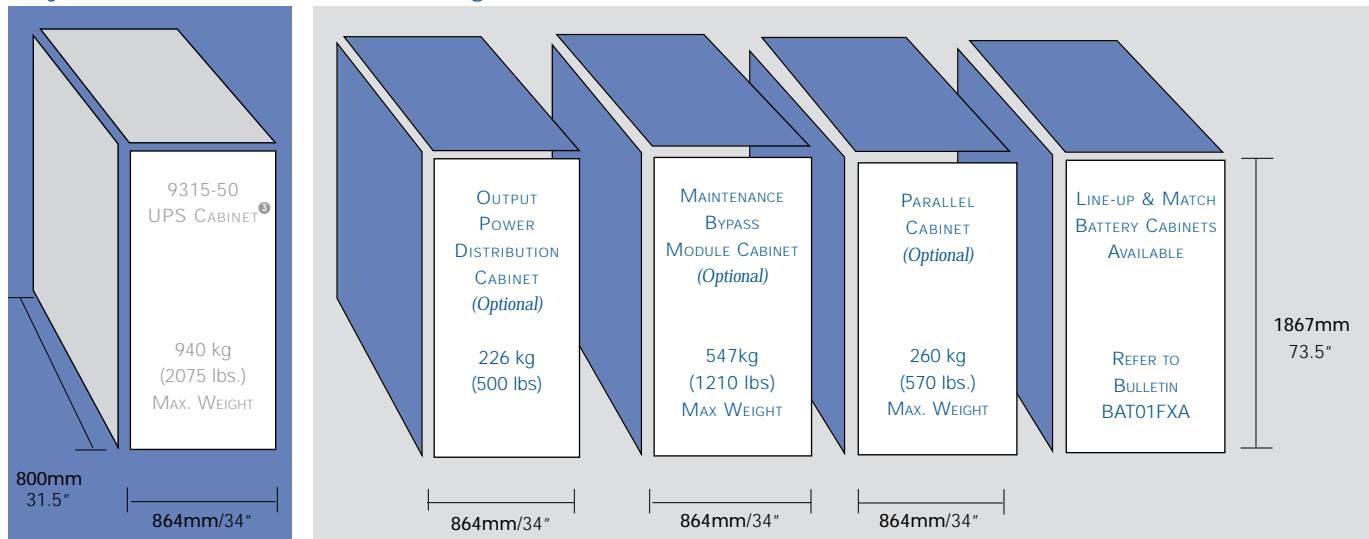 9315-50
UPS CABINET❸
940 kg
(2075 lbs.)
MAX. WEIGHT
800mm
31.5"
864mm/34"
OUTPUT
POWER
DISTRIBUTION
CABINET
(Optional)
226 kg
(500 lbs)
864mm/34"
MAINTENANCE
BYPASS
MODULE CABINET
(Optional)
547kg
(1210 lbs)
MAX WEIGHT
864mm/34"
PARALLEL
CABINET
(Optional)
260 kg
(570 lbs.)
MAX. WEIGHT
864mm/34"
LINE-UP & MATCH
BATTERY CABINETS
AVAILABLE
REFER TO
BULLETIN
BAT01FXA
1867mm
73.5"